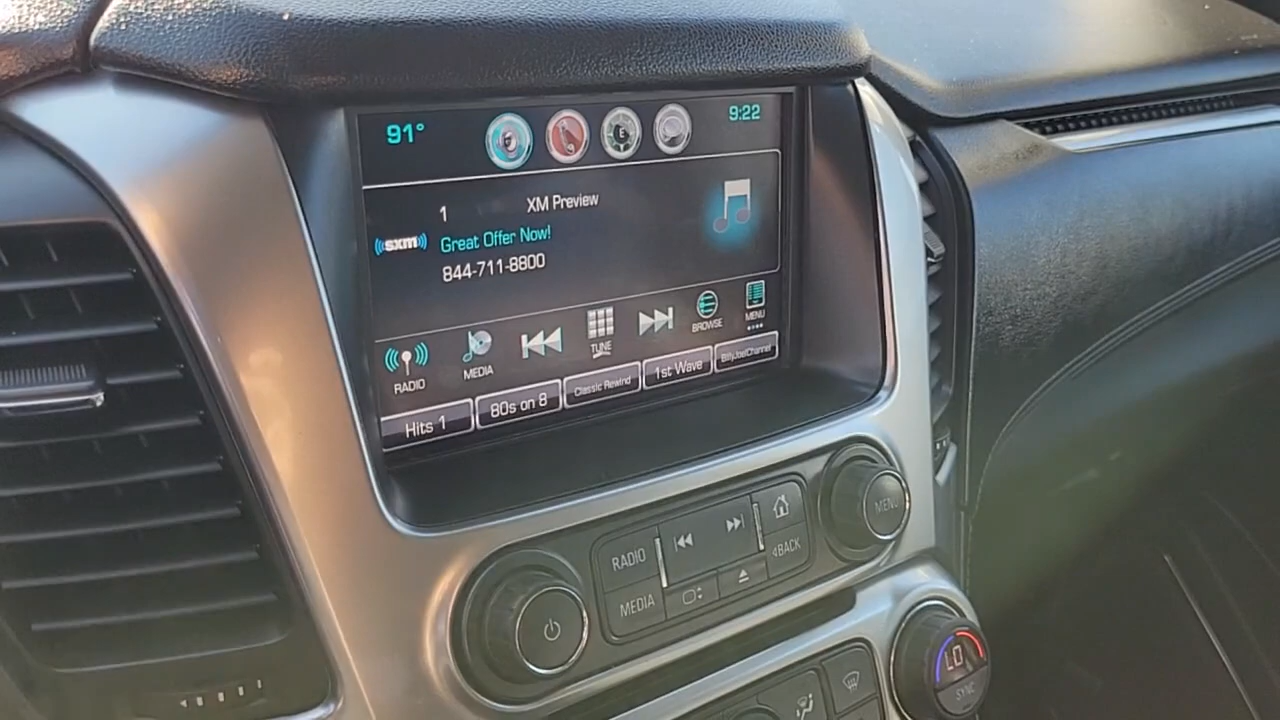 91°
E
9:22
1 XM Preview
sxm
Great Offer Now!
844-711-8800
RADIO
MEDIA
TUNE
BROWSE
MENU
Hits 1
80s on 8
Classic Rewind
1st Wave
BillyJoelChannel
RADIO
MEDIA
BACK
MENU
LO
SYNC